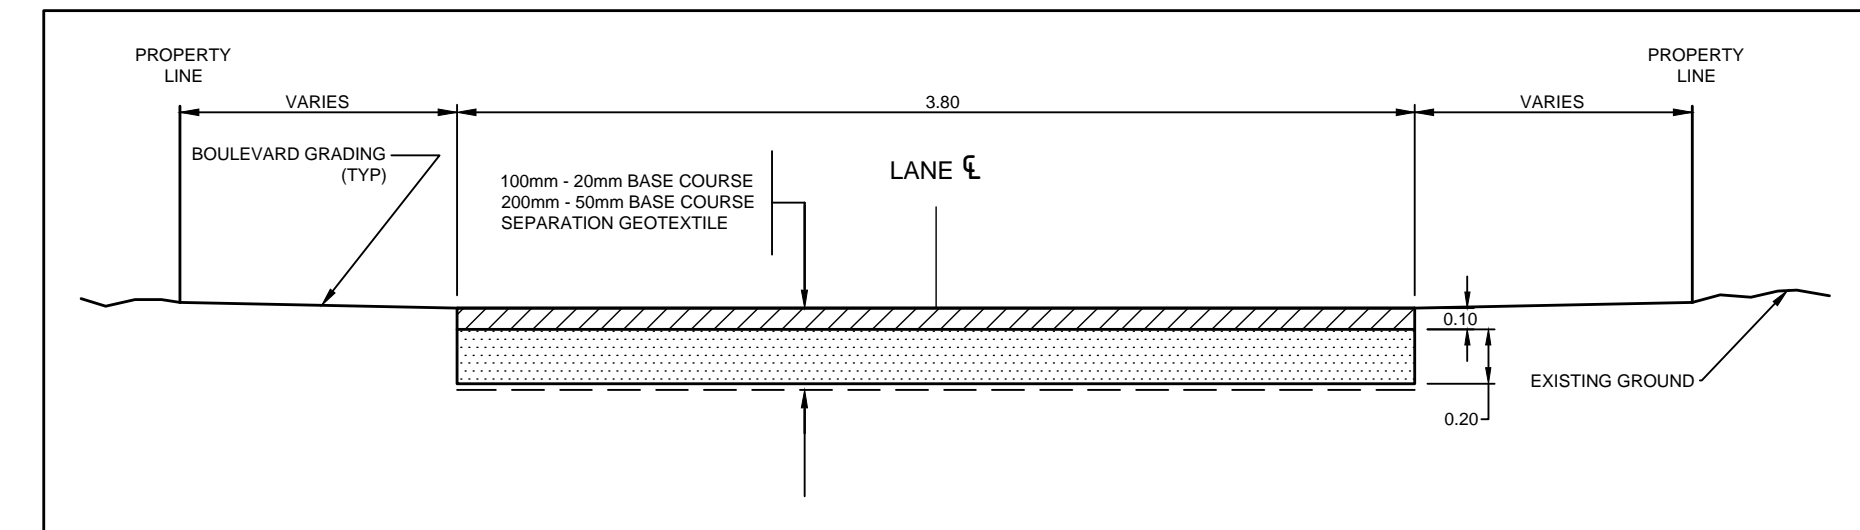 PROPERTY
LINE
PROPERTY
LINE
VARIES
3.80
VARIES
BOULEVARD GRADING
(TYP)
100mm - 20mm BASE COURSE
200mm - 50mm BASE COURSE
SEPARATION GEOTEXTILE
LANE ℄
0.10
EXISTING GROUND
0.20